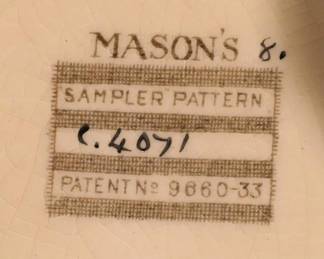 MASON'S 8.
SAMPLER PATTERN
C.4071
PATENT Nº 9660-33